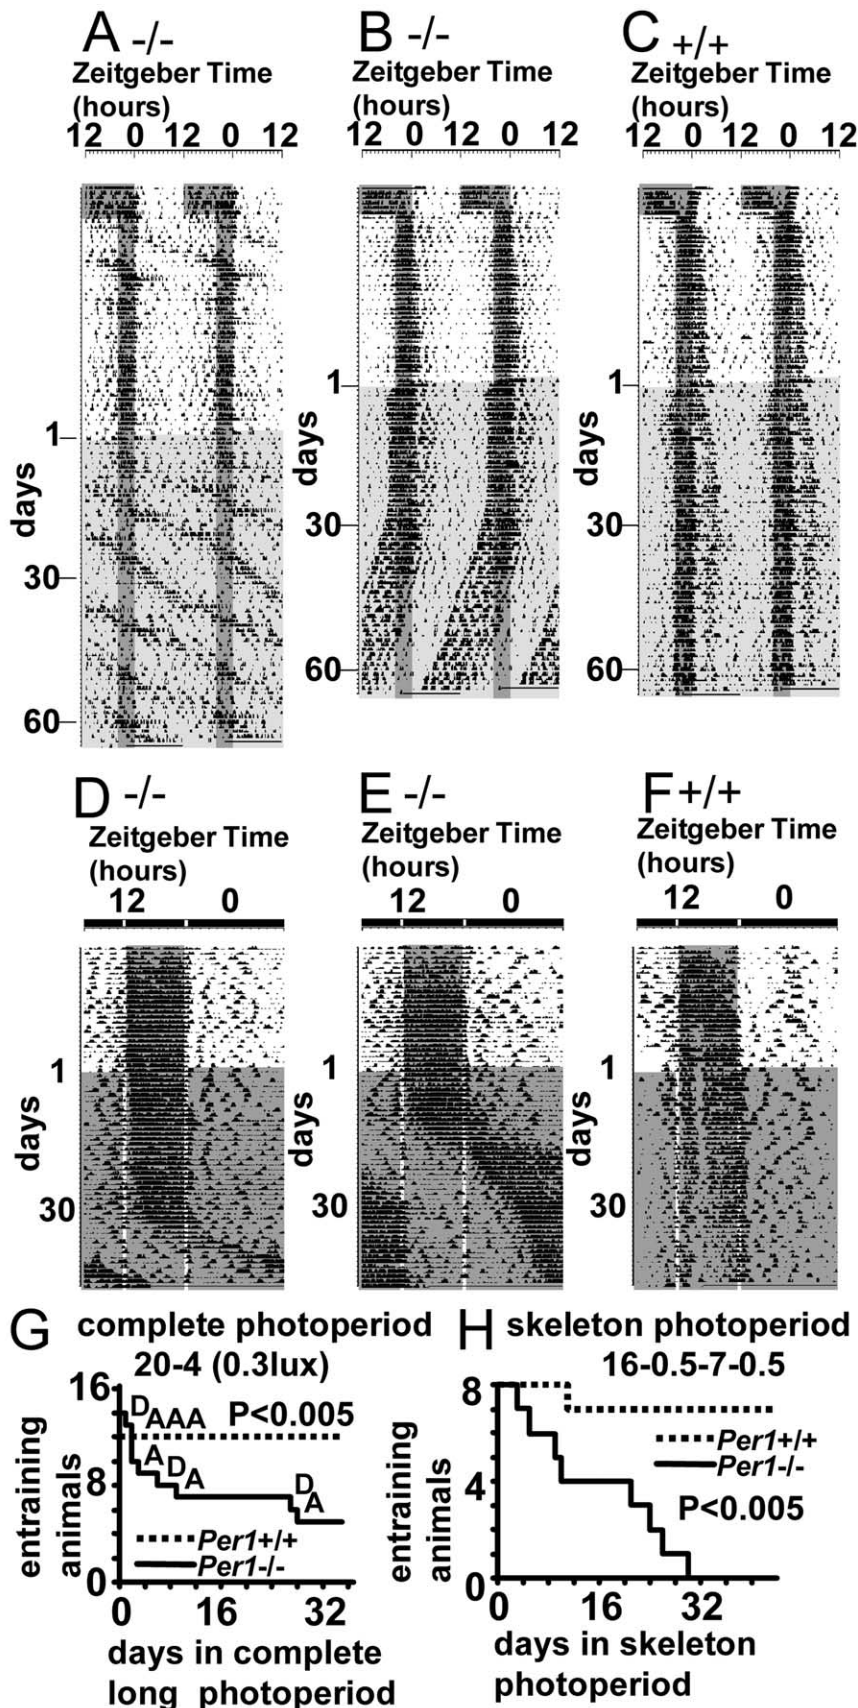 A -/-
Zeitgeber Time
(hours)
12 0 12 0 12
days
1
30
60
B -/-
Zeitgeber Time
(hours)
12 0 12 0 12
days
1
30
60
C +/+
Zeitgeber Time
(hours)
12 0 12 0 12
days
1
30
60
D -/-
Zeitgeber Time
(hours)
12 0
days
1
30
E -/-
Zeitgeber Time
(hours)
12 0
days
1
30
F +/+
Zeitgeber Time
(hours)
12 0
days
1
30
G complete photoperiod
20-4 (0.3lux)
16
8
0
entraining
animals
D AAA P<0.005
A D A D A
Per1+/+
Per1-/-
0 16 32
days in complete
long photoperiod
H skeleton photoperiod
16-0.5-7-0.5
8
4
0
entraining
animals
Per1+/+
Per1-/-
P<0.005
0 16 32
days in skeleton
photoperiod